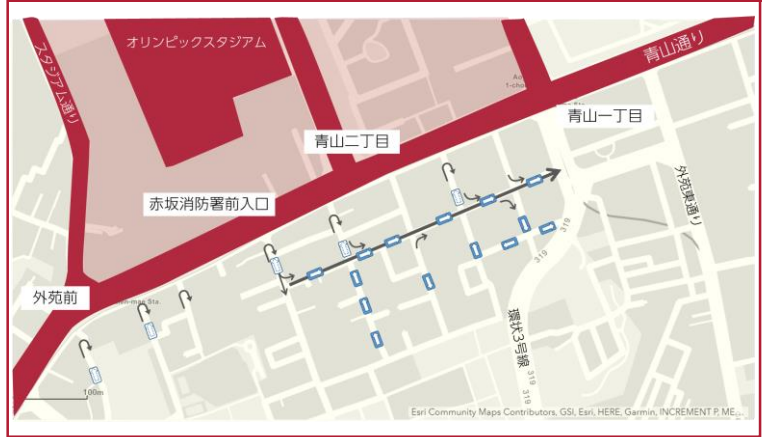 オリンピックスタジアム
スタジアム通り
青山通り
青山一丁目
青山二丁目
赤坂消防署前入口
外苑東通り
外苑前
319
319
環状3号線
319
319
100m
Esri Community Maps Contributors, GSI, Esri, HERE, Garmin, INCREMENT P, ME...